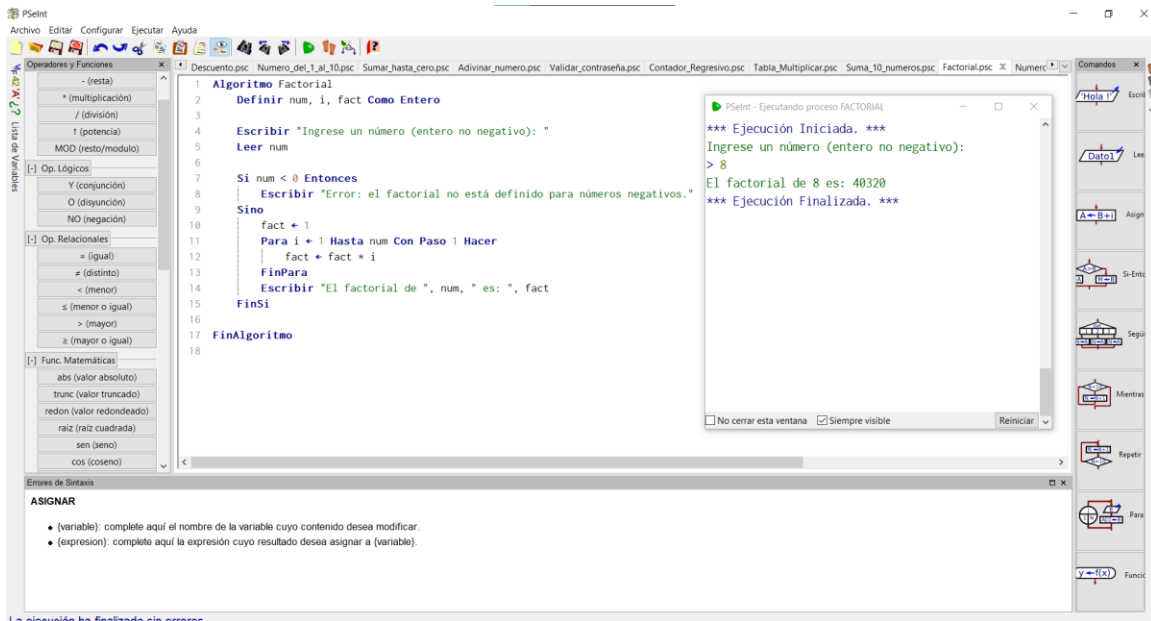 PSeInt
Archivo Editar Configurar Ejecutar Ayuda
Operadores y Funciones
- (resta)
* (multiplicación)
/ (división)
↑ (potencia)
MOD (resto/modulo)
[-] Op. Lógicos
Y (conjunción)
O (disyunción)
NO (negación)
[-] Op. Relacionales
= (igual)
≠ (distinto)
< (menor)
≤ (menor o igual)
> (mayor)
≥ (mayor o igual)
[-] Func. Matemáticas
abs (valor absoluto)
trunc (valor truncado)
redon (valor redondeado)
raiz (raíz cuadrada)
sen (seno)
cos (coseno)
Lista de Variables
Descuento.psc Numero_del_1_al_10.psc Sumar_hasta_cero.psc Adivinar_numero.psc Validar_contraseña.psc Contador_Regresivo.psc Tabla_Multiplicar.psc Suma_10_numeros.psc Factorial.psc X Numerc
1 Algoritmo Factorial
2 Definir num, i, fact Como Entero
3
4 Escribir "Ingrese un número (entero no negativo): "
5 Leer num
6
7 Si num < 0 Entonces
8 Escribir "Error: el factorial no está definido para números negativos."
9 Sino
10 fact ← 1
11 Para i ← 1 Hasta num Con Paso 1 Hacer
12 fact ← fact * i
13 FinPara
14 Escribir "El factorial de ", num, " es: ", fact
15 FinSi
16
17 FinAlgoritmo
18
PSeInt - Ejecutando proceso FACTORIAL
*** Ejecución Iniciada. ***
Ingrese un número (entero no negativo):
> 8
El factorial de 8 es: 40320
*** Ejecución Finalizada. ***
No cerrar esta ventana Siempre visible Reiniciar
Comandos
'Hola !' Escril
Dato1 Lee
A←B+i Asign
Si-Ento
Según
Mientras
Repetir
Para
y←f(x) Funció
Errores de Sintaxis
ASIGNAR
• {variable}: complete aquí el nombre de la variable cuyo contenido desea modificar.
• {expresion}: complete aquí la expresión cuyo resultado desea asignar a {variable}.
La ejecución ha finalizado sin errores.